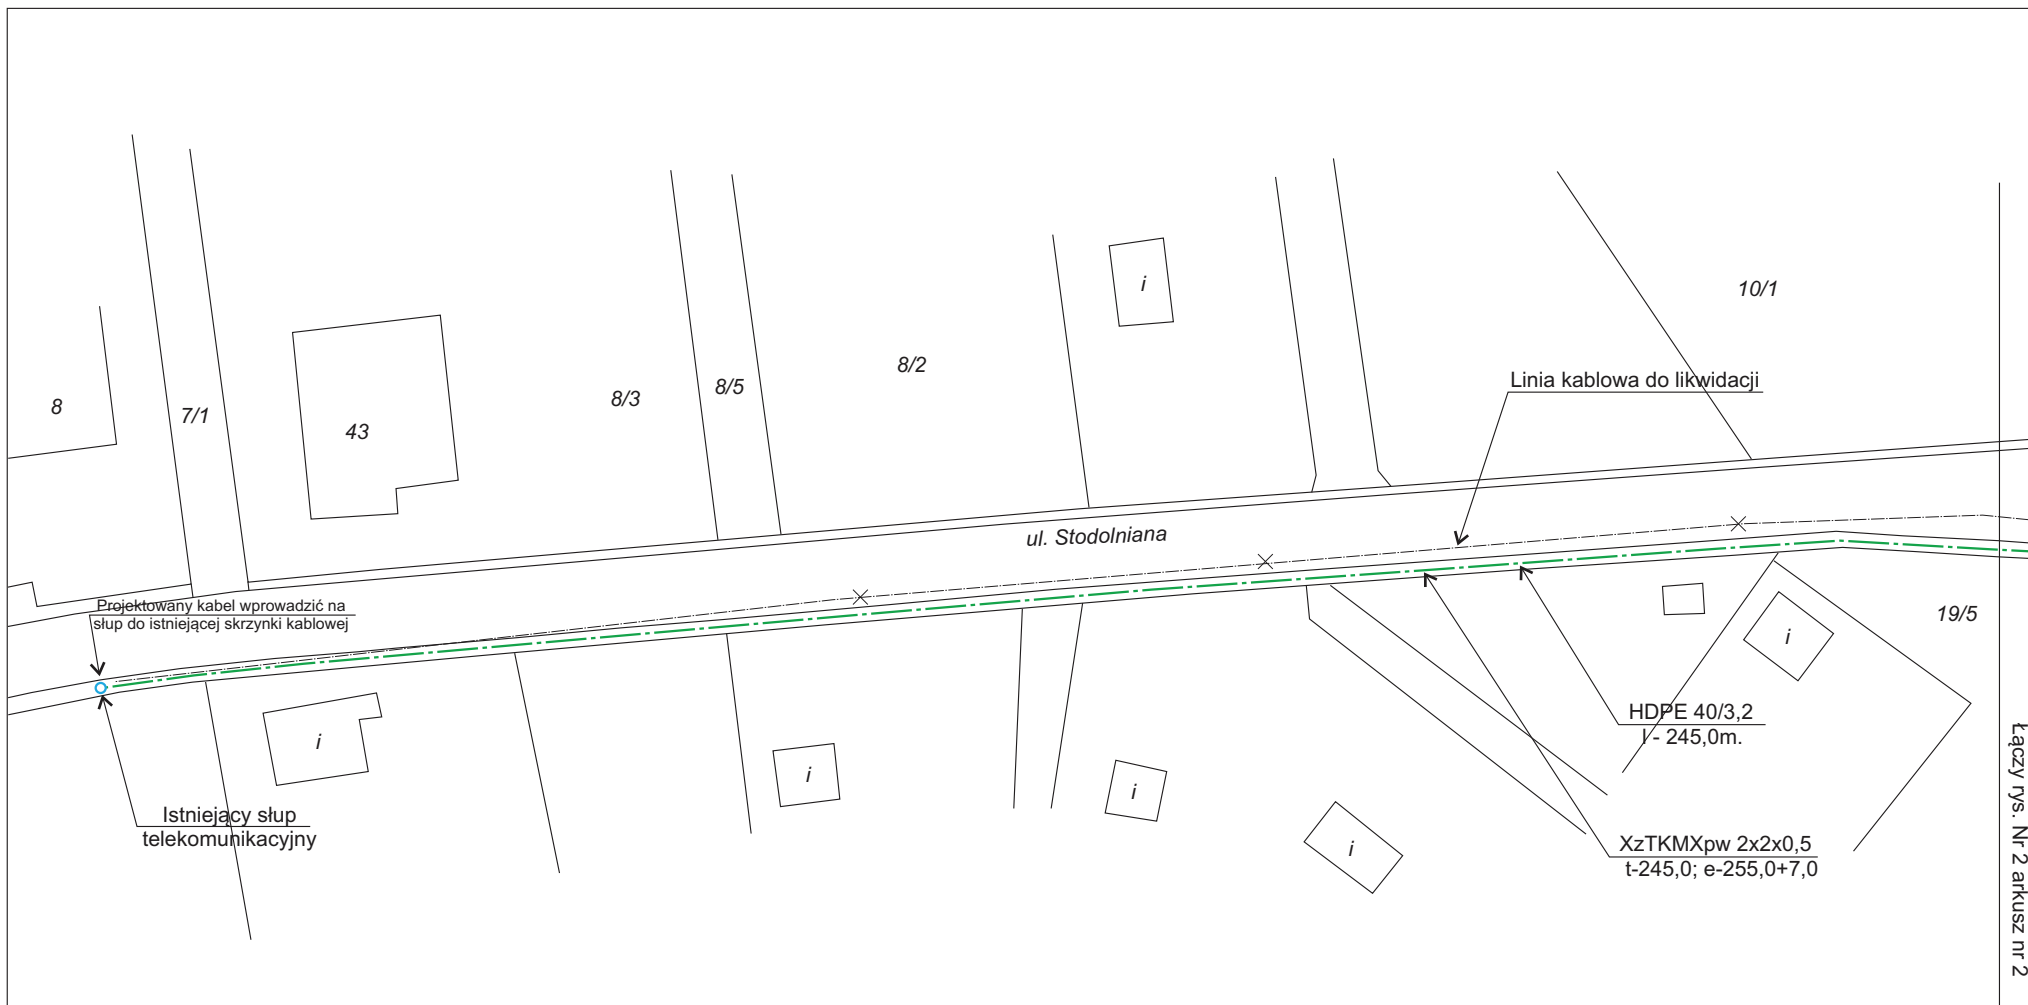 10/1
i
8/2
Linia kablowa do likwidacji
8/5
8/3
8
7/1
43
ul. Stodolniana
Projektowany kabel wprowadzić na
słup do istniejącej skrzynki kablowej
19/5
i
HDPE 40/3,2
l - 245,0m.
i
i
i
Istniejący słup
telekomunikacyjny
i
XzTKMXpw 2x2x0,5
t-245,0; e-255,0+7,0
Łączy rys. Nr 2 arkusz nr 2